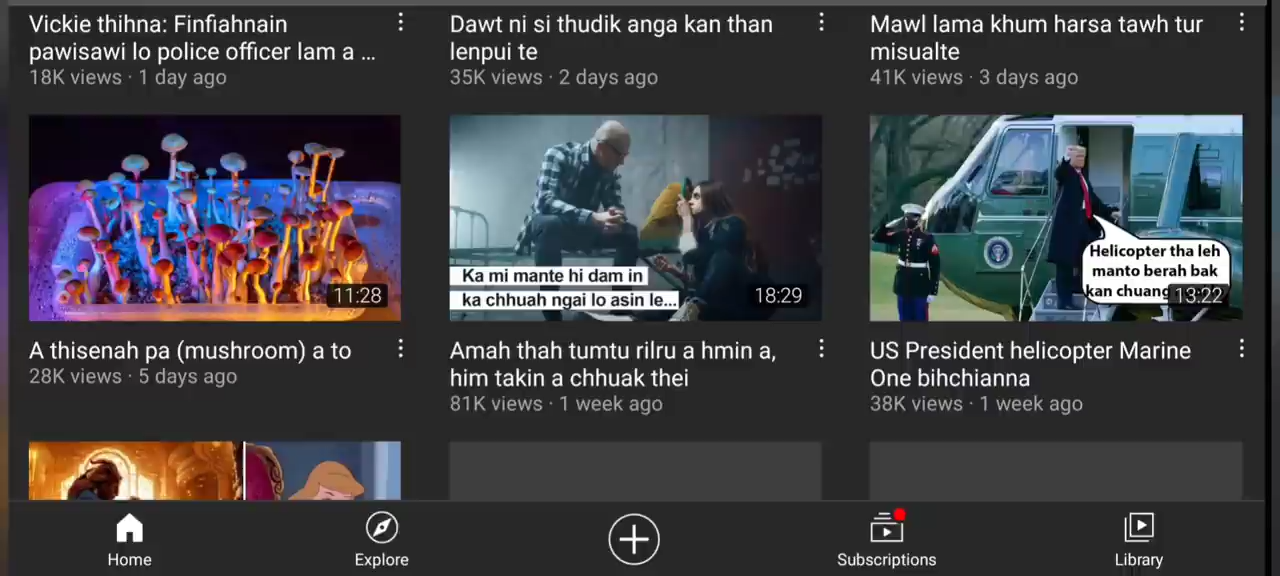 Vickie thihna: Finfiahnain
pawisawi lo police officer lam a ...
18K views · 1 day ago
Dawt ni si thudik anga kan than
lenpui te
35K views · 2 days ago
Mawl lama khum harsa tawh tur
misualte
41K views · 3 days ago
11:28
A thisenah pa (mushroom) a to
28K views · 5 days ago
Ka mi mante hi dam in
ka chhuah ngai lo asin le...
18:29
Amah thah tumtu rilru a hmin a,
him takin a chhuak thei
81K views · 1 week ago
Helicopter tha leh
manto berah bak
kan chuang
13:22
US President helicopter Marine
One bihchianna
38K views · 1 week ago
Home
Explore
Subscriptions
Library